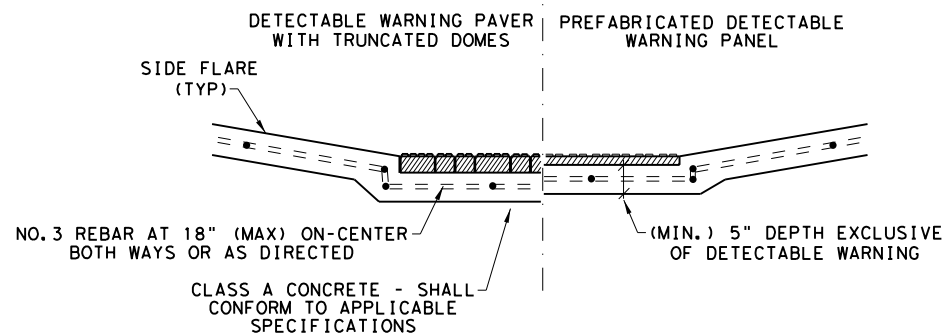 DETECTABLE WARNING PAVER
WITH TRUNCATED DOMES
PREFABRICATED DETECTABLE
WARNING PANEL
SIDE FLARE
(TYP)
NO. 3 REBAR AT 18" (MAX) ON-CENTER
BOTH WAYS OR AS DIRECTED
(MIN.) 5" DEPTH EXCLUSIVE
OF DETECTABLE WARNING
CLASS A CONCRETE - SHALL
CONFORM TO APPLICABLE
SPECIFICATIONS